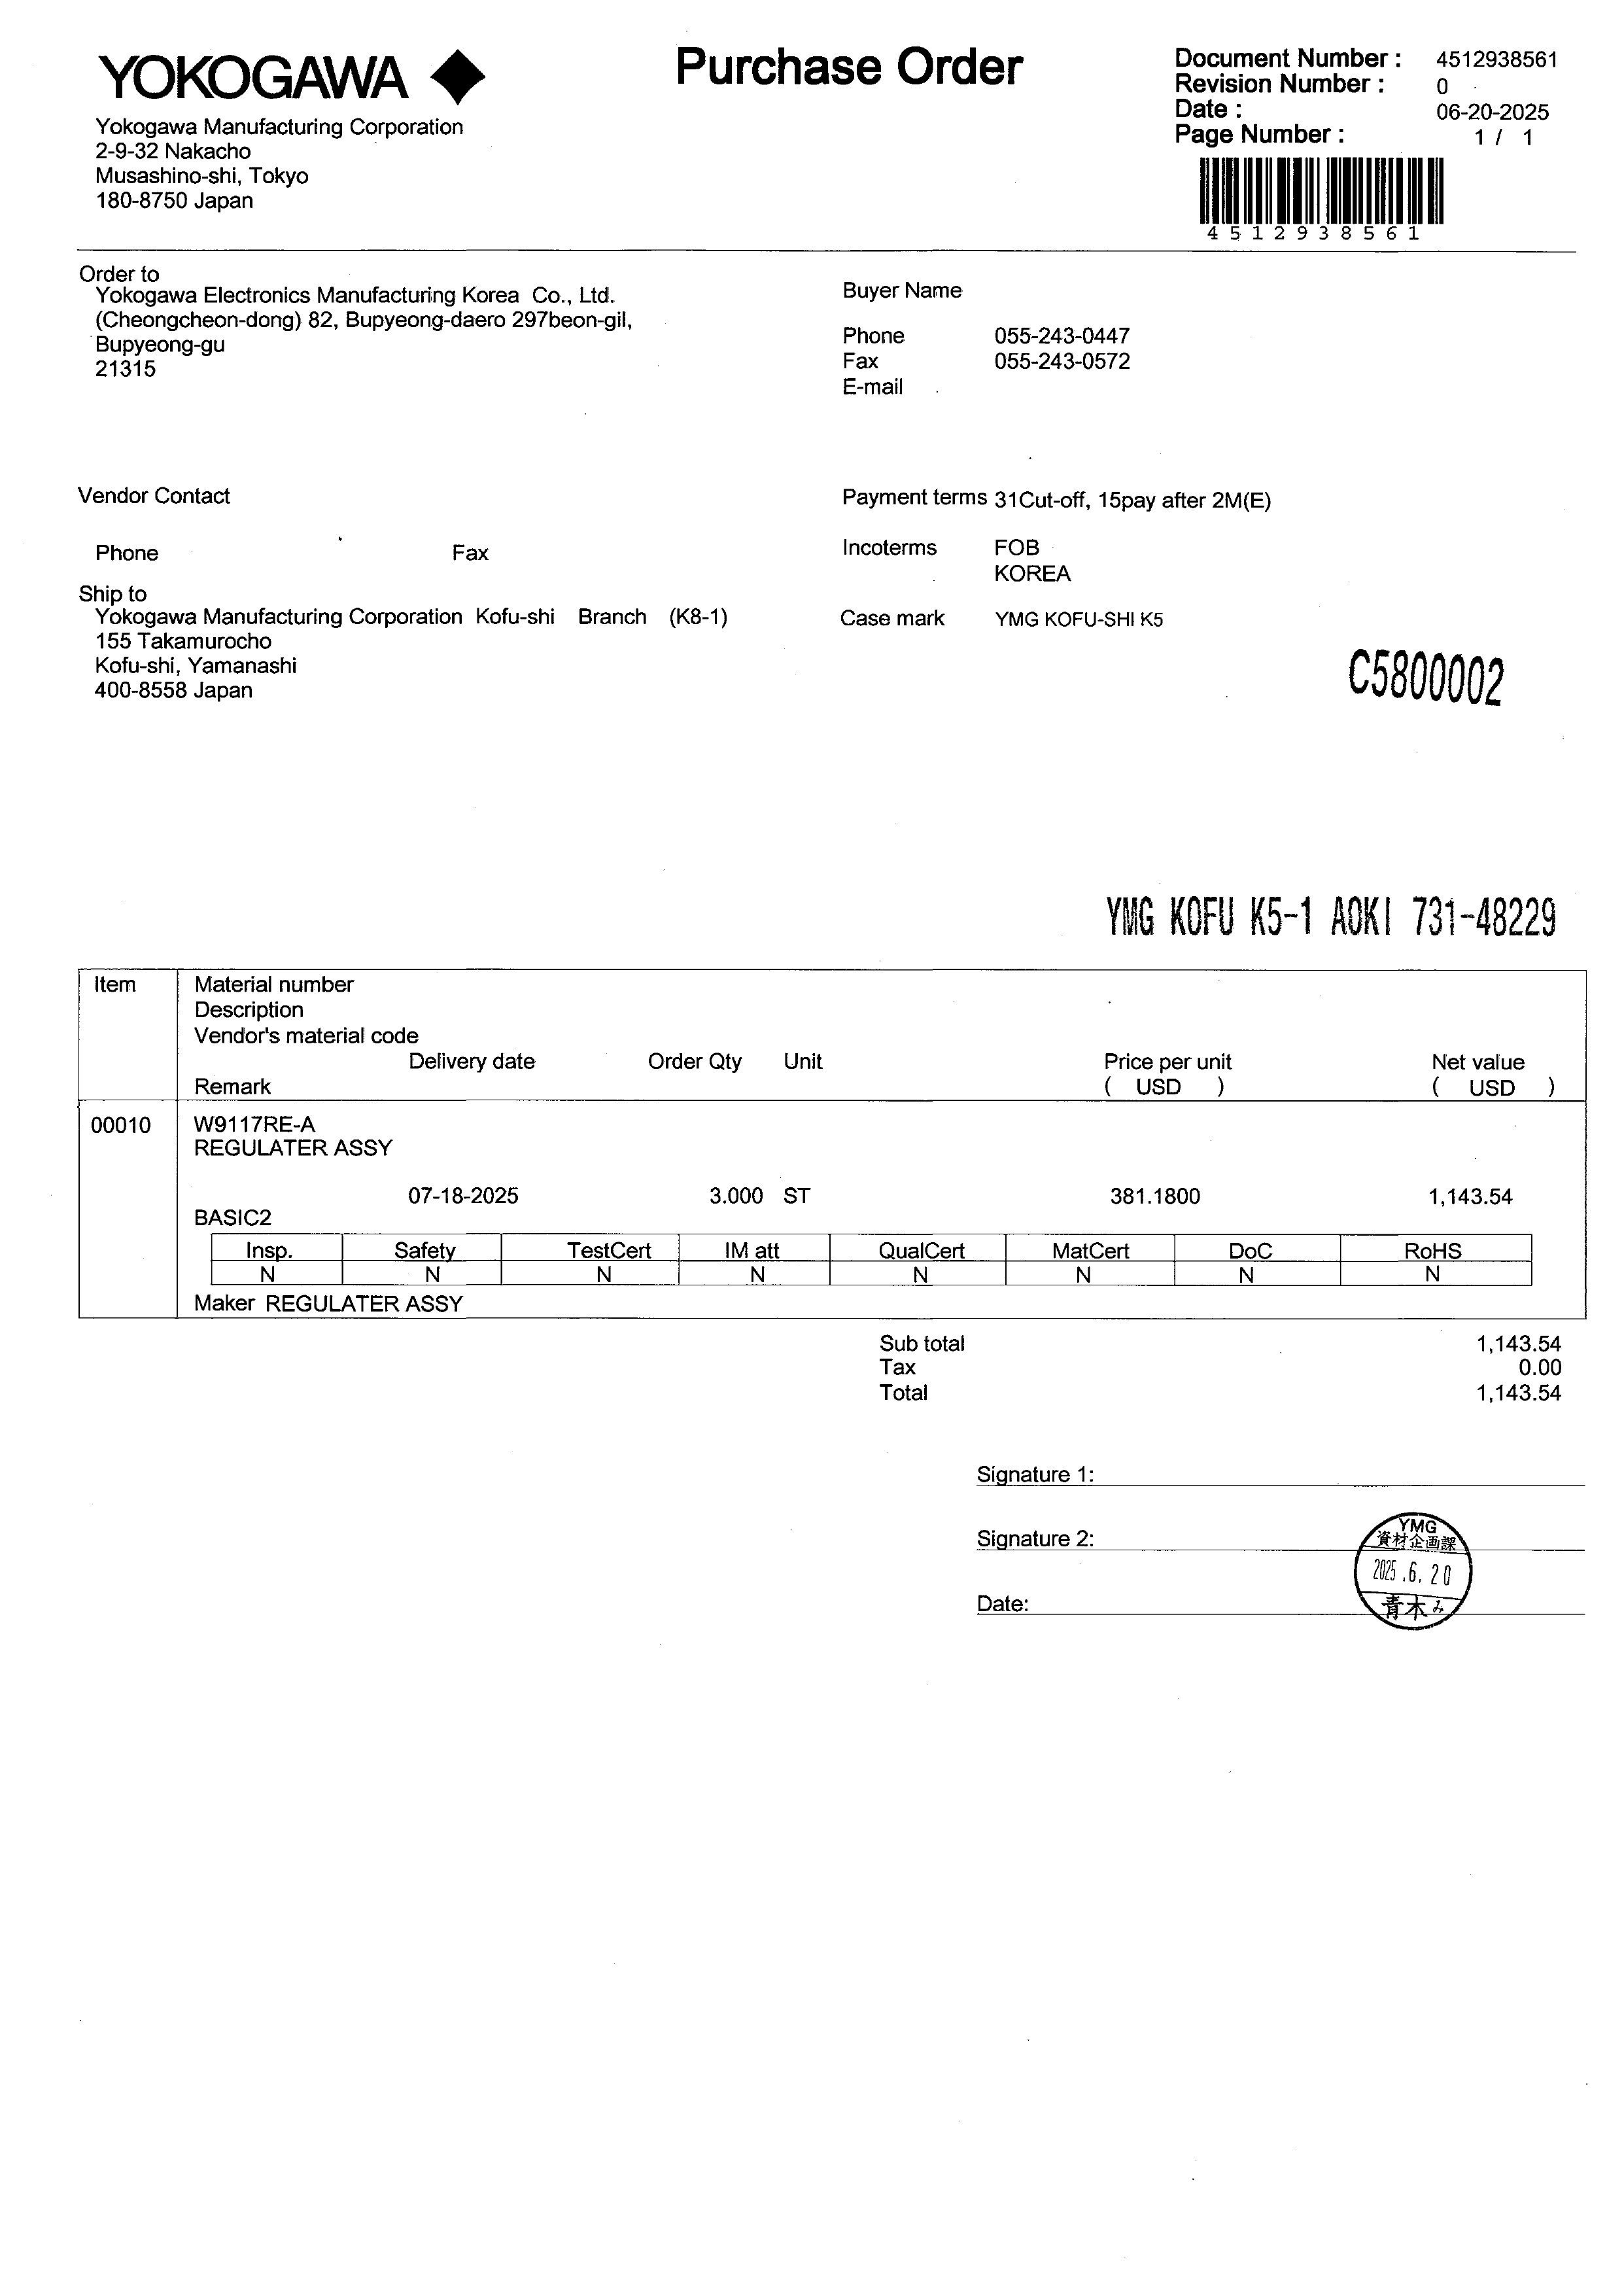 YOKOGAWA
Purchase Order
Document Number : 4512938561
Revision Number : 0
Date : 06-20-2025
Page Number : 1 / 1
4512938561
Yokogawa Manufacturing Corporation
2-9-32 Nakacho
Musashino-shi, Tokyo
180-8750 Japan
Order to
Yokogawa Electronics Manufacturing Korea Co., Ltd.
(Cheongcheon-dong) 82, Bupyeong-daero 297beon-gil,
Bupyeong-gu
21315
Buyer Name
Phone 055-243-0447
Fax 055-243-0572
E-mail
Vendor Contact
Phone Fax
Payment terms 31Cut-off, 15pay after 2M(E)
Incoterms FOB
KOREA
Ship to
Yokogawa Manufacturing Corporation Kofu-shi Branch (K8-1)
155 Takamurocho
Kofu-shi, Yamanashi
400-8558 Japan
Case mark YMG KOFU-SHI K5
C5800002
YMG KOFU K5-1 AOKI 731-48229
Item Material number
Description
Vendor's material code
Delivery date Order Qty Unit Price per unit Net value
Remark ( USD ) ( USD )
00010 W9117RE-A
REGULATER ASSY
07-18-2025 3.000 ST 381.1800 1,143.54
BASIC2
Insp. Safety TestCert IM att QualCert MatCert DoC RoHS
N N N N N N N N
Maker REGULATER ASSY
Sub total 1,143.54
Tax 0.00
Total 1,143.54
Signature 1:
Signature 2:
Date:
YMG
資材企画課
2025.6.20
青木み